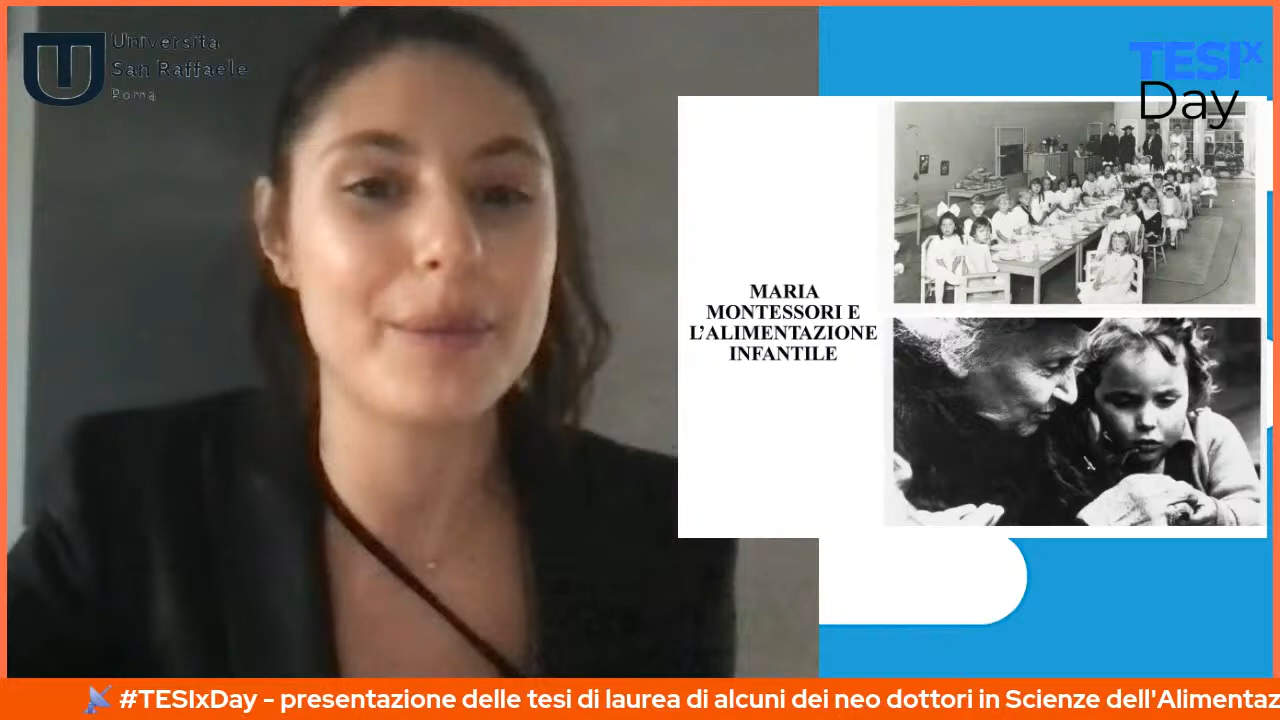 Università
San Raffaele
Roma
TESIx
Day
MARIA
MONTESSORI E
L'ALIMENTAZIONE
INFANTILE
#TESIxDay - presentazione delle tesi di laurea di alcuni dei neo dottori in Scienze dell'Alimentaz